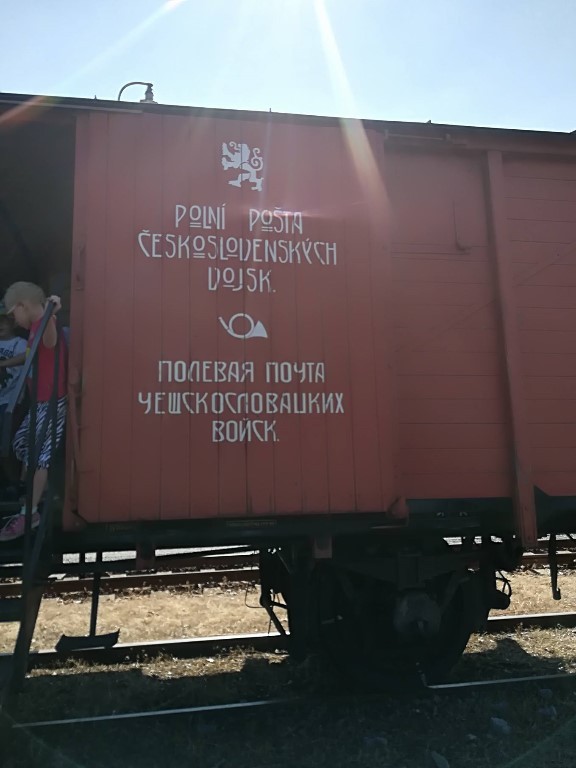 POLNÍ POŠTA
ČESKOSLOVENSKÝCH
VOJSK.
ПОЛЕВАЯ ПОЧТА
ЧЕШСКОСЛОВАЦКИХ
ВОЙСК.